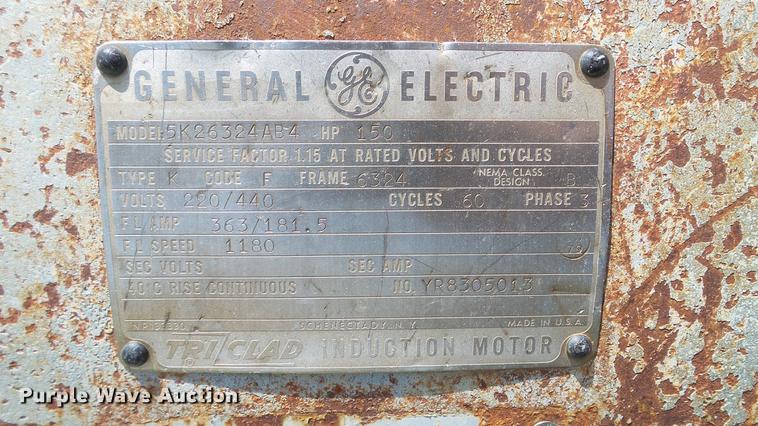 GENERAL GE ELECTRIC
MODEL 5K26324AB4 HP 150
SERVICE FACTOR 1.15 AT RATED VOLTS AND CYCLES
TYPE K CODE F FRAME 6324 NEMA CLASS DESIGN B
VOLTS 220/440 CYCLES 60 PHASE 3
F L AMP 363/181.5
F L SPEED 1180
SEC VOLTS SEC AMP
40°C RISE CONTINUOUS NO. YR8305013
SCHENECTADY, N.Y. MADE IN U.S.A.
TRI/CLAD INDUCTION MOTOR
Purple Wave Auction